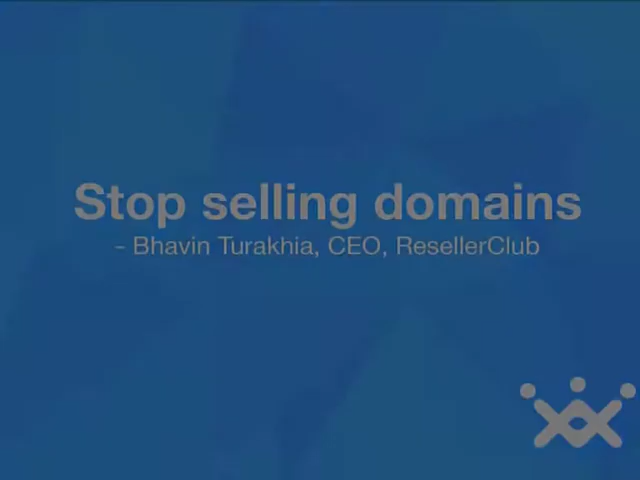 Stop selling domains
- Bhavin Turakhia, CEO, ResellerClub